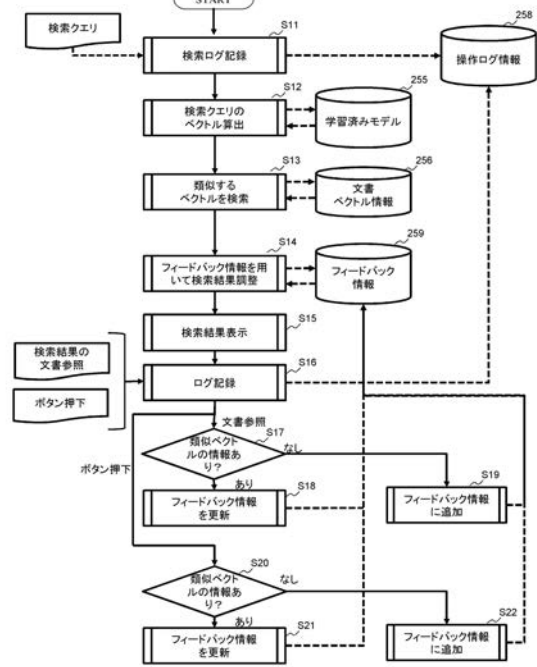 START
検索クエリ
S11
検索ログ記録
258
操作ログ情報
S12
検索クエリの
ベクトル算出
255
学習済みモデル
S13
類似する
ベクトルを検索
256
文書
ベクトル情報
S14
フィードバック情報を用
いて検索結果調整
259
フィードバック
情報
S15
検索結果表示
検索結果の
文書参照
ボタン押下
S16
ログ記録
文書参照
ボタン押下
S17
類似ベクト
ルの情報あ
り？
なし
あり
S18
フィードバック情報
を更新
S19
フィードバック情報
に追加
S20
類似ベクト
ルの情報あ
り？
なし
あり
S21
フィードバック情報
を更新
S22
フィードバック情報
に追加